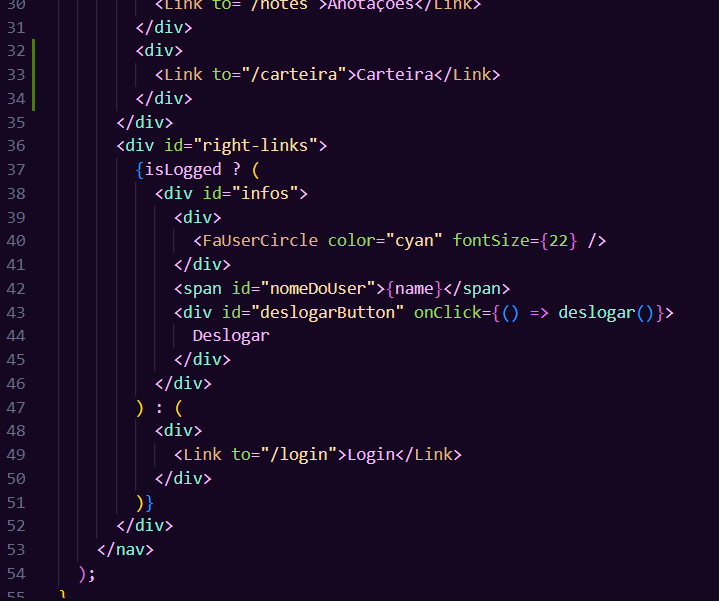 30 <Link to="/notes">Anotações</Link>
31 </div>
32 <div>
33 <Link to="/carteira">Carteira</Link>
34 </div>
35 </div>
36 <div id="right-links">
37 {isLogged ? (
38 <div id="infos">
39 <div>
40 <FaUserCircle color="cyan" fontSize={22} />
41 </div>
42 <span id="nomeDoUser">{name}</span>
43 <div id="deslogarButton" onClick={() => deslogar()}>
44 Deslogar
45 </div>
46 </div>
47 ) : (
48 <div>
49 <Link to="/login">Login</Link>
50 </div>
51 )}
52 </div>
53 </nav>
54 );
55 }